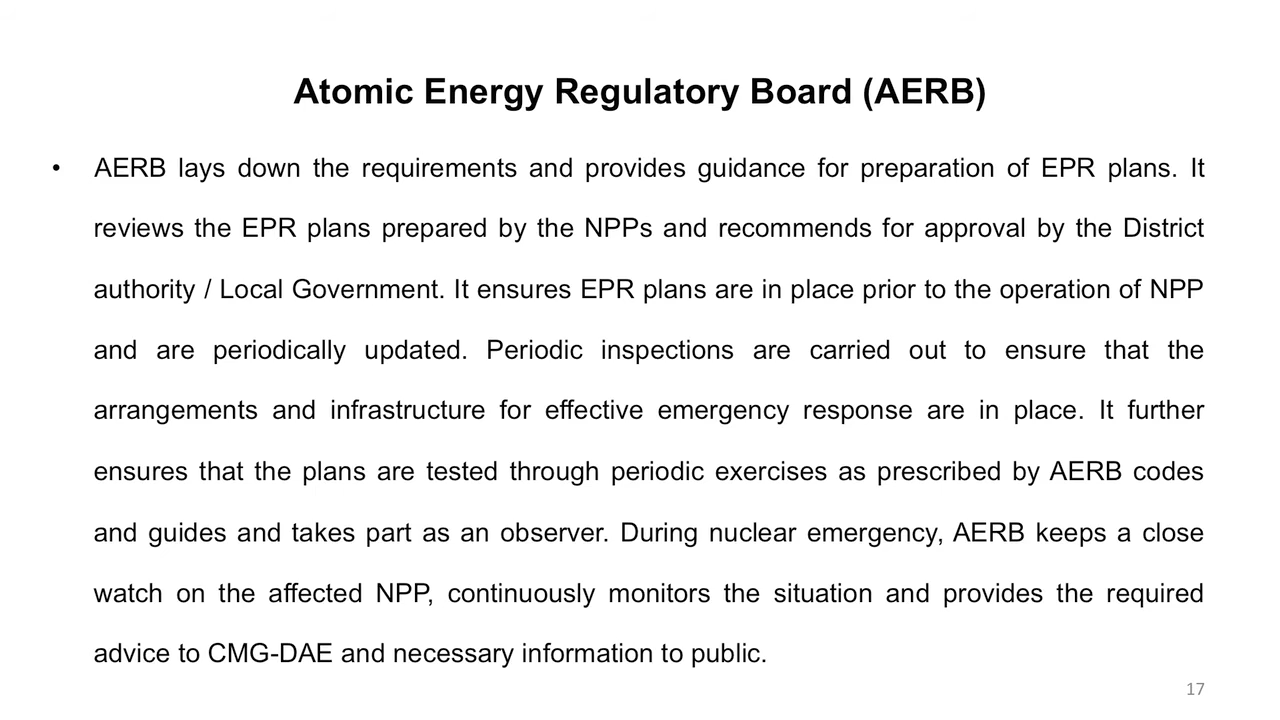 Atomic Energy Regulatory Board (AERB)
• AERB lays down the requirements and provides guidance for preparation of EPR plans. It
reviews the EPR plans prepared by the NPPs and recommends for approval by the District
authority / Local Government. It ensures EPR plans are in place prior to the operation of NPP
and are periodically updated. Periodic inspections are carried out to ensure that the
arrangements and infrastructure for effective emergency response are in place. It further
ensures that the plans are tested through periodic exercises as prescribed by AERB codes
and guides and takes part as an observer. During nuclear emergency, AERB keeps a close
watch on the affected NPP, continuously monitors the situation and provides the required
advice to CMG-DAE and necessary information to public.
17